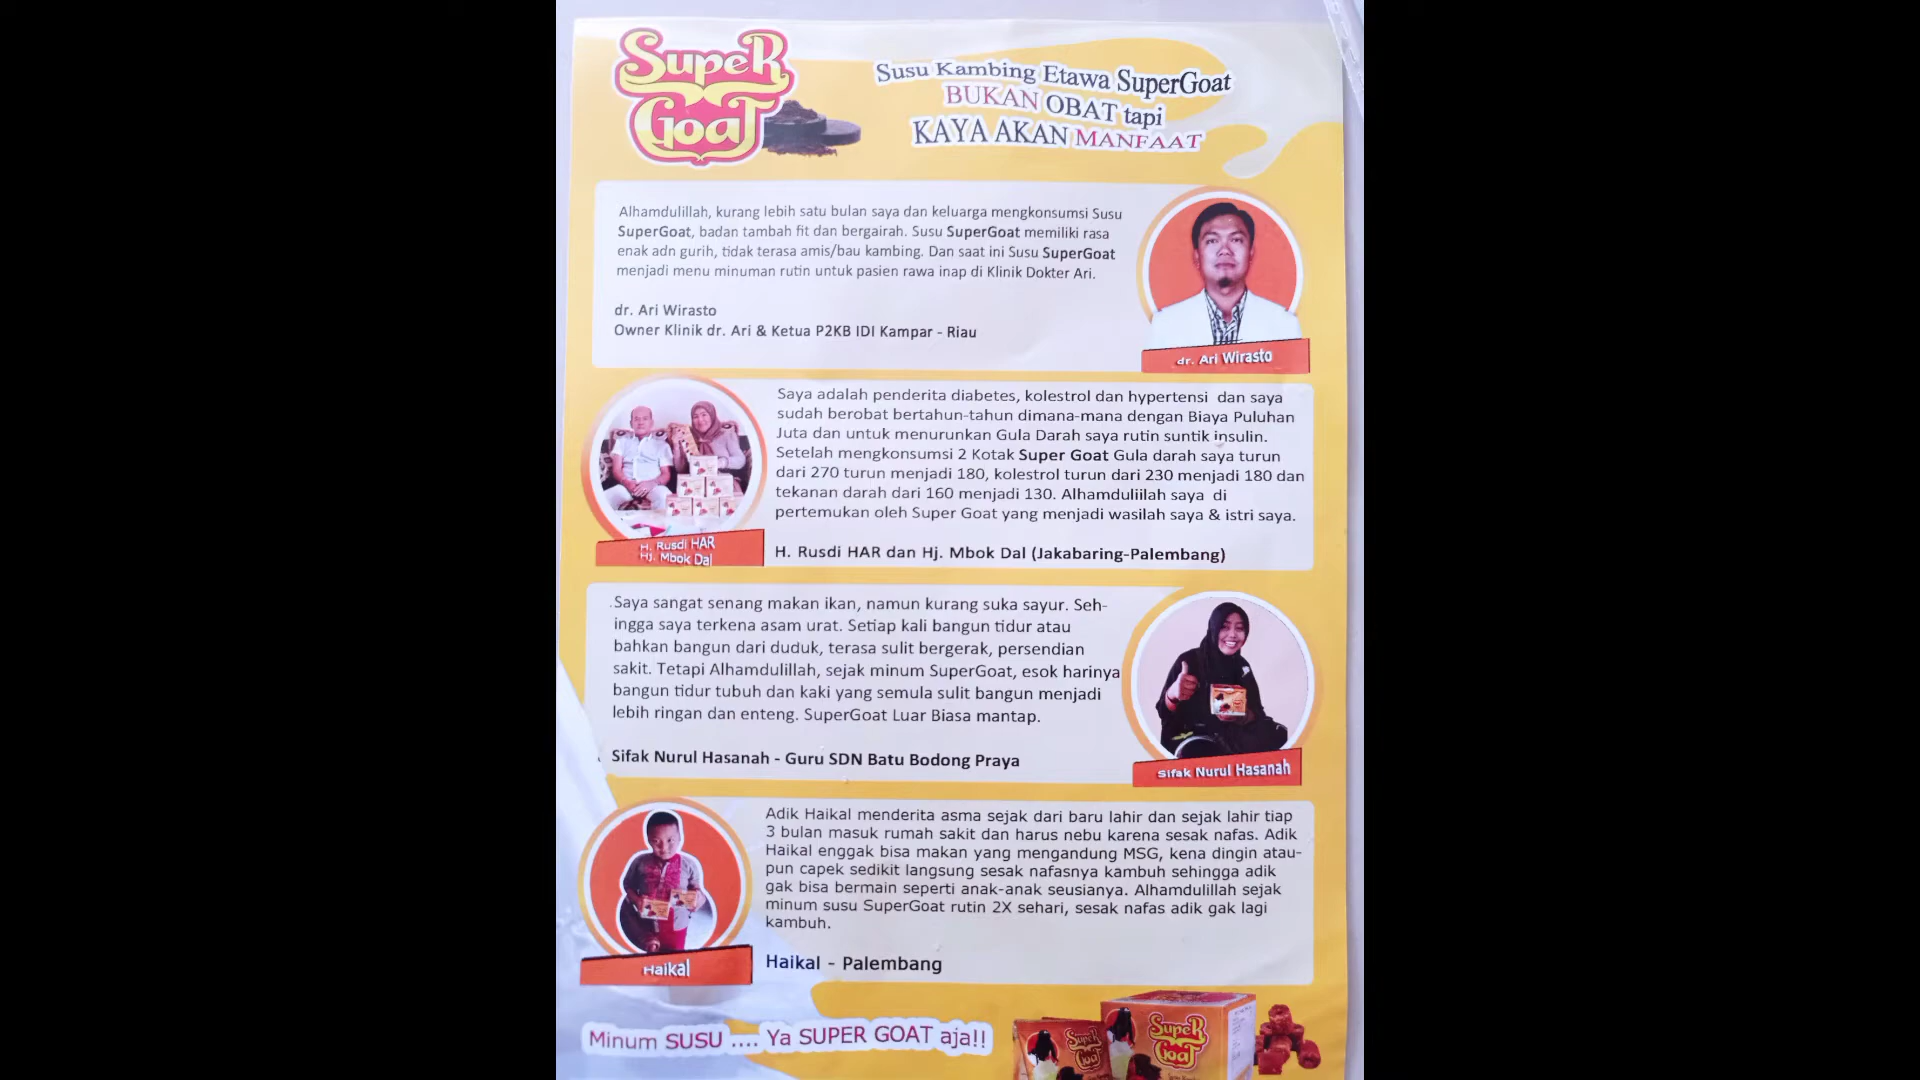 SupeR
Goat
Susu Kambing Etawa SuperGoat
BUKAN OBAT tapi
KAYA AKAN MANFAAT
Alhamdulillah, kurang lebih satu bulan saya dan keluarga mengkonsumsi Susu
SuperGoat, badan tambah fit dan bergairah. Susu SuperGoat memiliki rasa
enak adn gurih, tidak terasa amis/bau kambing. Dan saat ini Susu SuperGoat
menjadi menu minuman rutin untuk pasien rawa inap di Klinik Dokter Ari.
dr. Ari Wirasto
Owner Klinik dr. Ari & Ketua P2KB IDI Kampar - Riau
dr. Ari Wirasto
Saya adalah penderita diabetes, kolestrol dan hypertensi dan saya
sudah berobat bertahun-tahun dimana-mana dengan Biaya Puluhan
Juta dan untuk menurunkan Gula Darah saya rutin suntik insulin.
Setelah mengkonsumsi 2 Kotak Super Goat Gula darah saya turun
dari 270 turun menjadi 180, kolestrol turun dari 230 menjadi 180 dan
tekanan darah dari 160 menjadi 130. Alhamduliilah saya di
pertemukan oleh Super Goat yang menjadi wasilah saya & istri saya.
H. Rusdi HAR
Hj. Mbok Dal
H. Rusdi HAR dan Hj. Mbok Dal (Jakabaring-Palembang)
Saya sangat senang makan ikan, namun kurang suka sayur. Seh-
ingga saya terkena asam urat. Setiap kali bangun tidur atau
bahkan bangun dari duduk, terasa sulit bergerak, persendian
sakit. Tetapi Alhamdulillah, sejak minum SuperGoat, esok harinya
bangun tidur tubuh dan kaki yang semula sulit bangun menjadi
lebih ringan dan enteng. SuperGoat Luar Biasa mantap.
Sifak Nurul Hasanah - Guru SDN Batu Bodong Praya
Sifak Nurul Hasanah
Adik Haikal menderita asma sejak dari baru lahir dan sejak lahir tiap
3 bulan masuk rumah sakit dan harus nebu karena sesak nafas. Adik
Haikal enggak bisa makan yang mengandung MSG, kena dingin atau-
pun capek sedikit langsung sesak nafasnya kambuh sehingga adik
gak bisa bermain seperti anak-anak seusianya. Alhamdulillah sejak
minum susu SuperGoat rutin 2X sehari, sesak nafas adik gak lagi
kambuh.
Haikal
Haikal - Palembang
Minum SUSU .... Ya SUPER GOAT aja!!
SupeR
Goat
SupeR
Goat